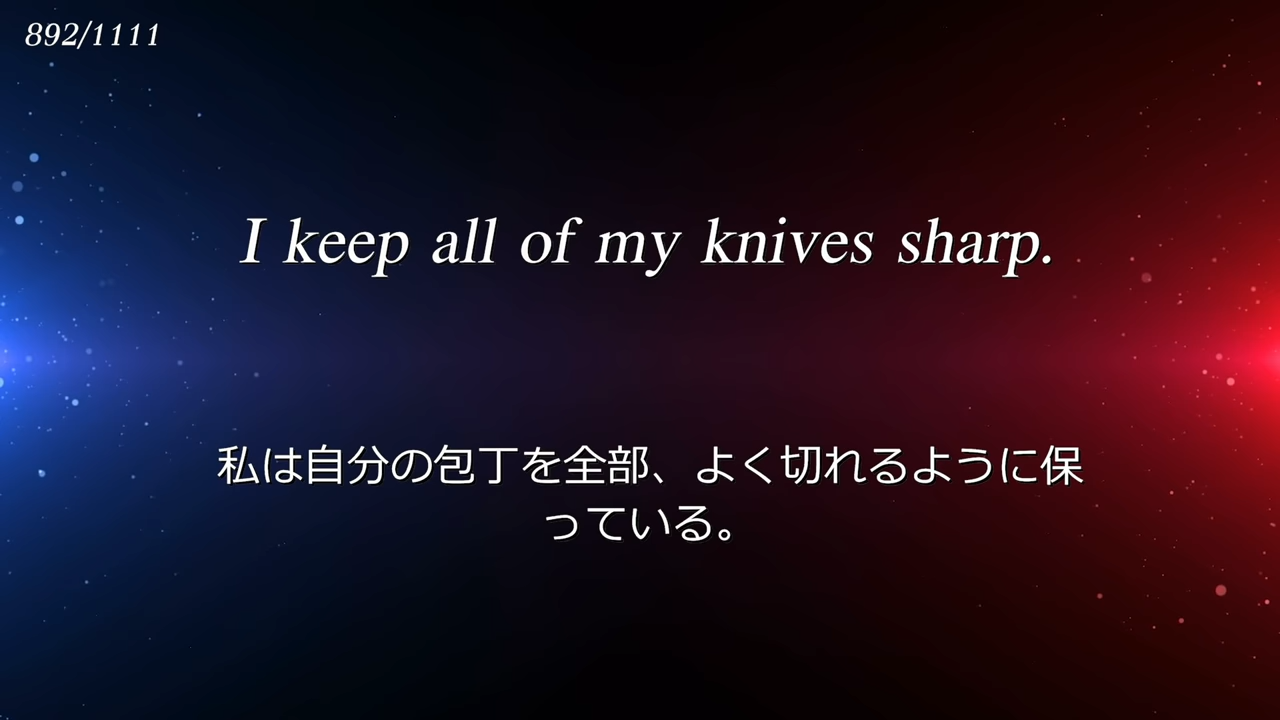 892/1111
I keep all of my knives sharp.
私は自分の包丁を全部、よく切れるように保
っている。